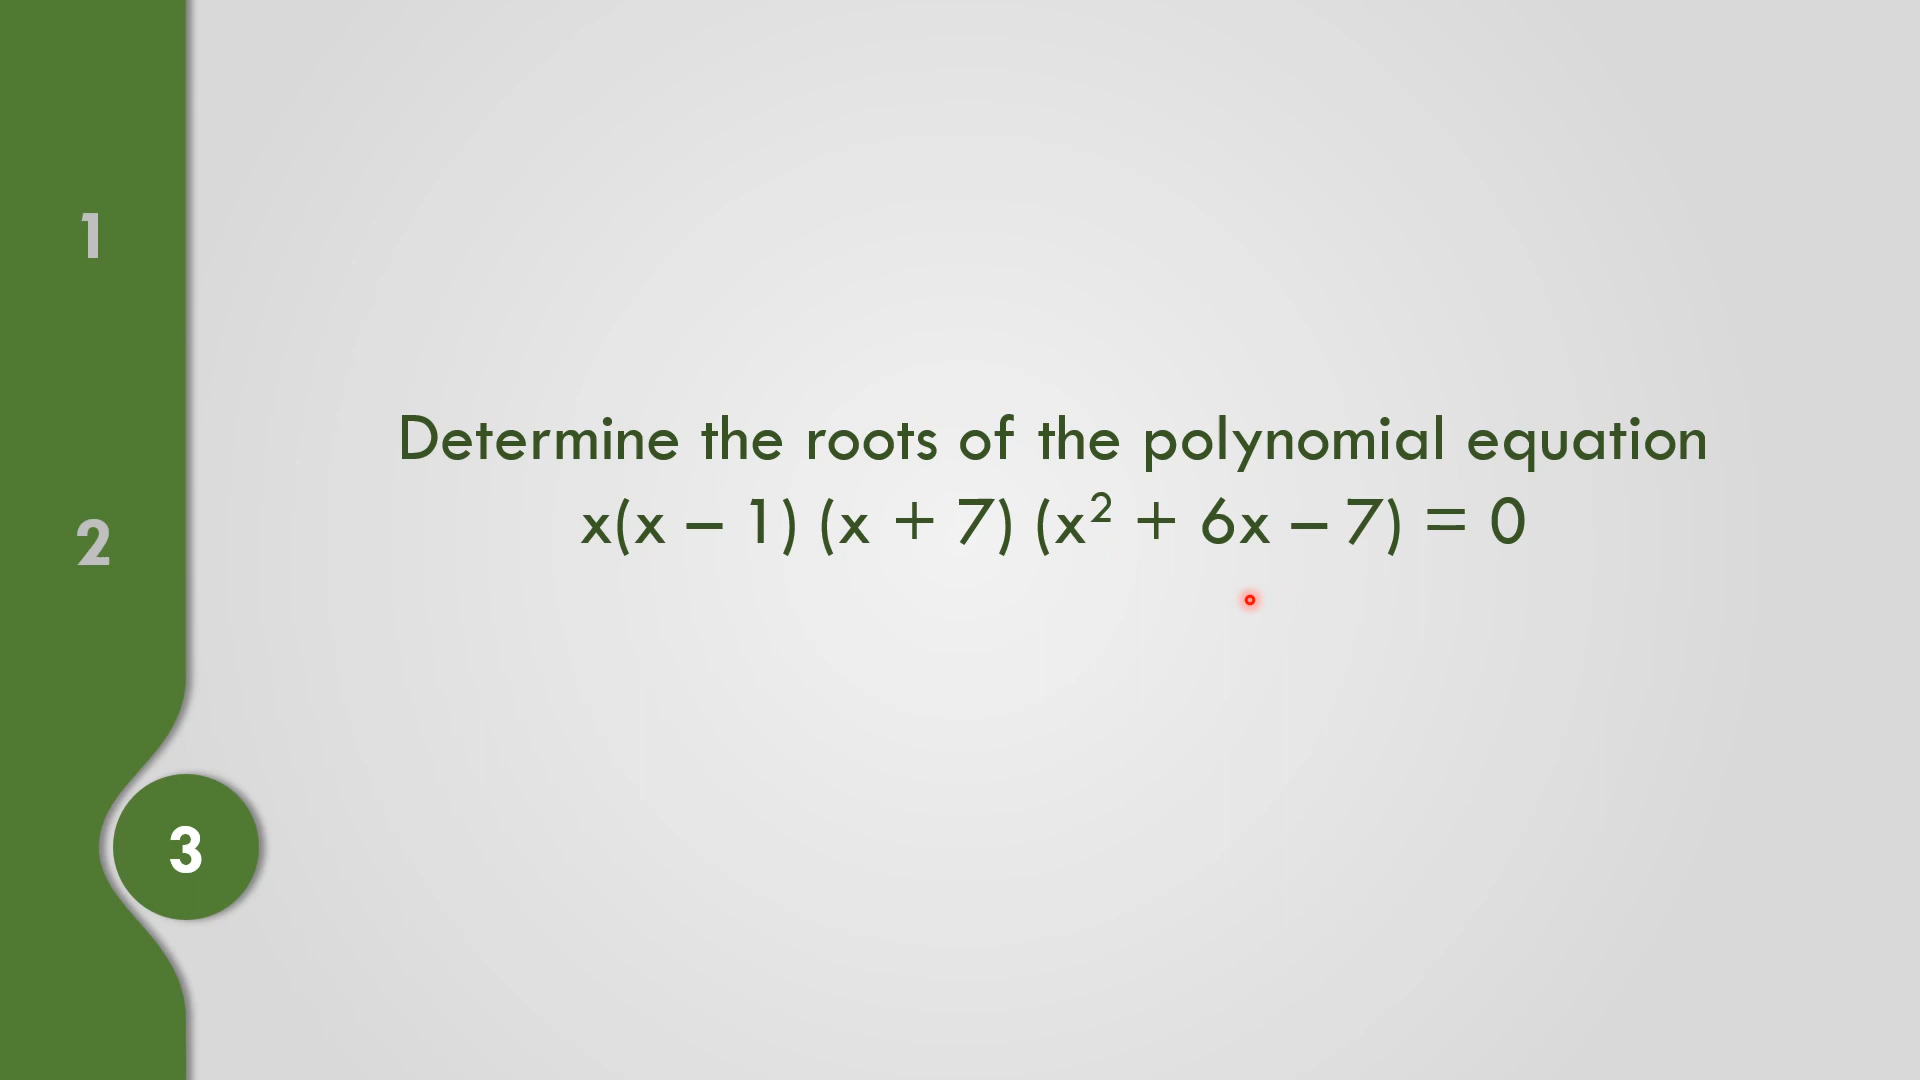 1
2
3
Determine the roots of the polynomial equation
x(x – 1) (x + 7) (x² + 6x – 7) = 0